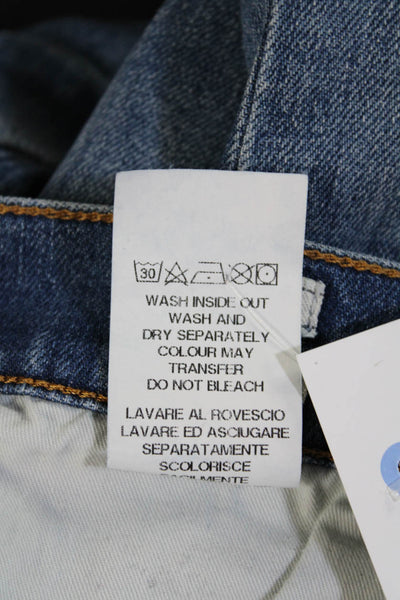 30
WASH INSIDE OUT
WASH AND
DRY SEPARATELY
COLOUR MAY
TRANSFER
DO NOT BLEACH
LAVARE AL ROVESCIO
LAVARE ED ASCIUGARE
SEPARATAMENTE
SCOLORISCE
FACILMENTE